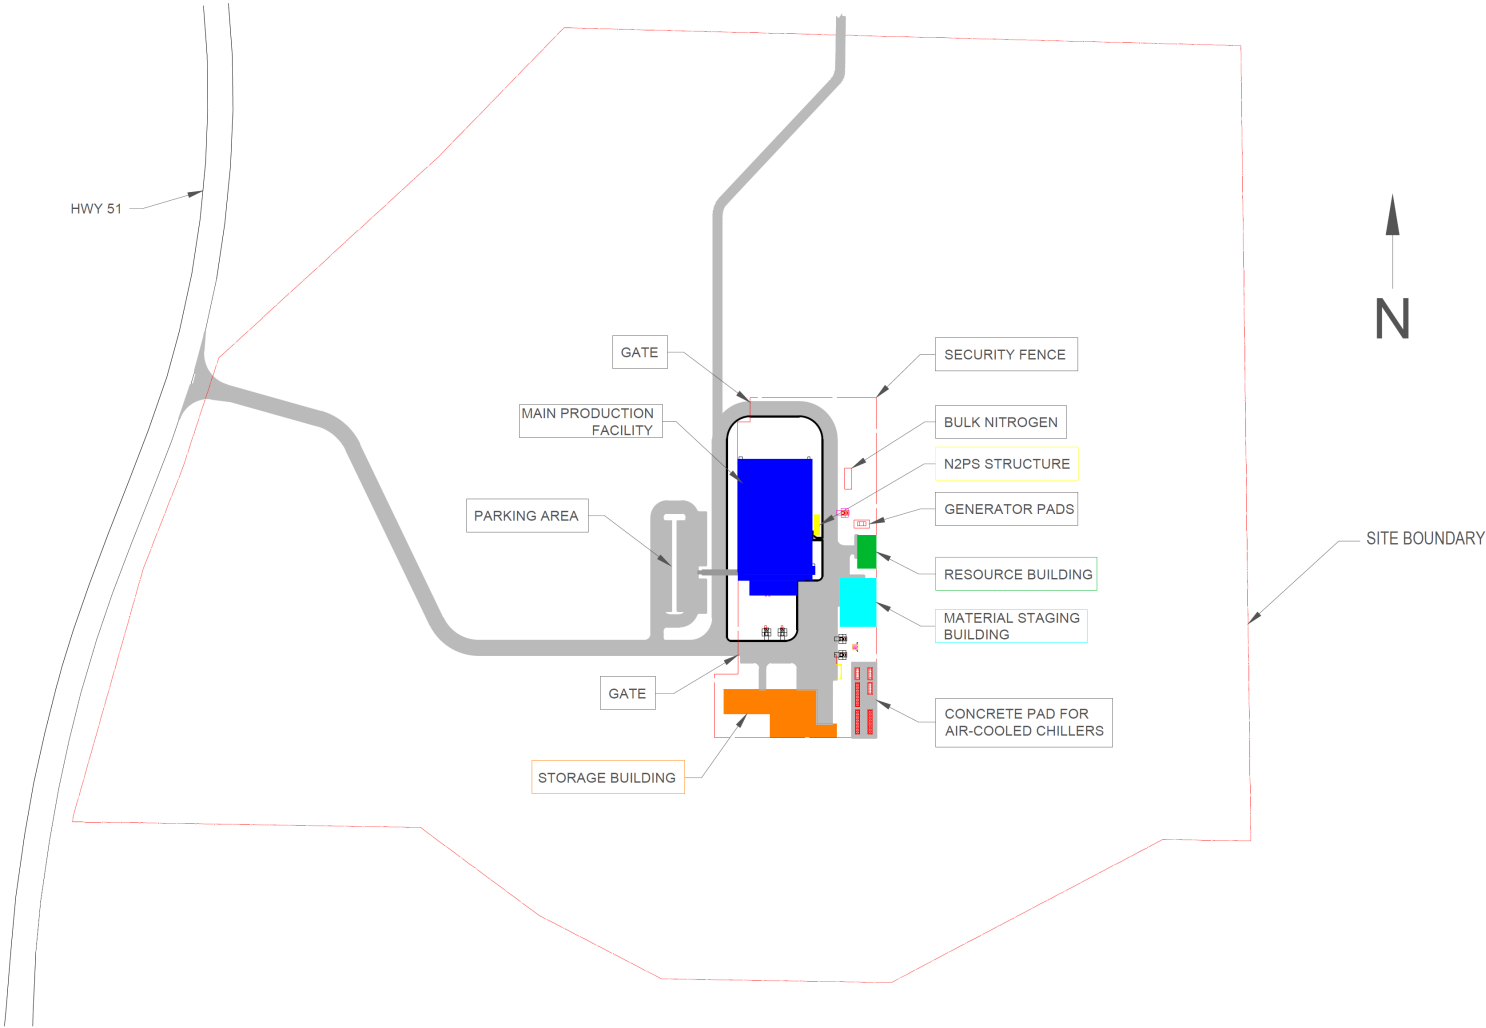 HWY 51
N
GATE
SECURITY FENCE
MAIN PRODUCTION
FACILITY
BULK NITROGEN
N2PS STRUCTURE
PARKING AREA
GENERATOR PADS
SITE BOUNDARY
RESOURCE BUILDING
MATERIAL STAGING
BUILDING
GATE
CONCRETE PAD FOR
AIR-COOLED CHILLERS
STORAGE BUILDING